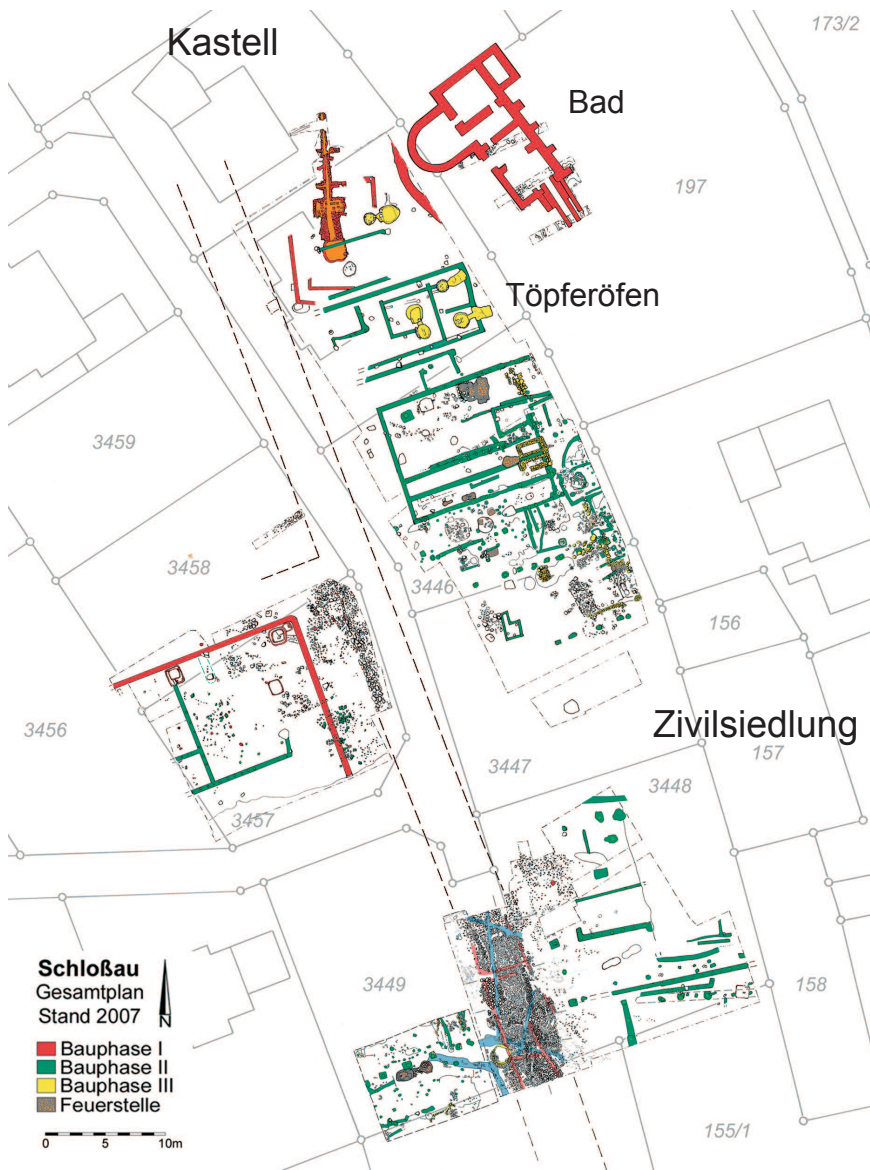 Kastell
173/2
Bad
197
Töpferöfen
3459
3458
3446
156
3456
Zivilsiedlung
157
3447
3448
3457
Schloßau
Gesamtplan
Stand 2007
N
3449
158
Bauphase I
Bauphase II
Bauphase III
Feuerstelle
0 5 10m
155/1